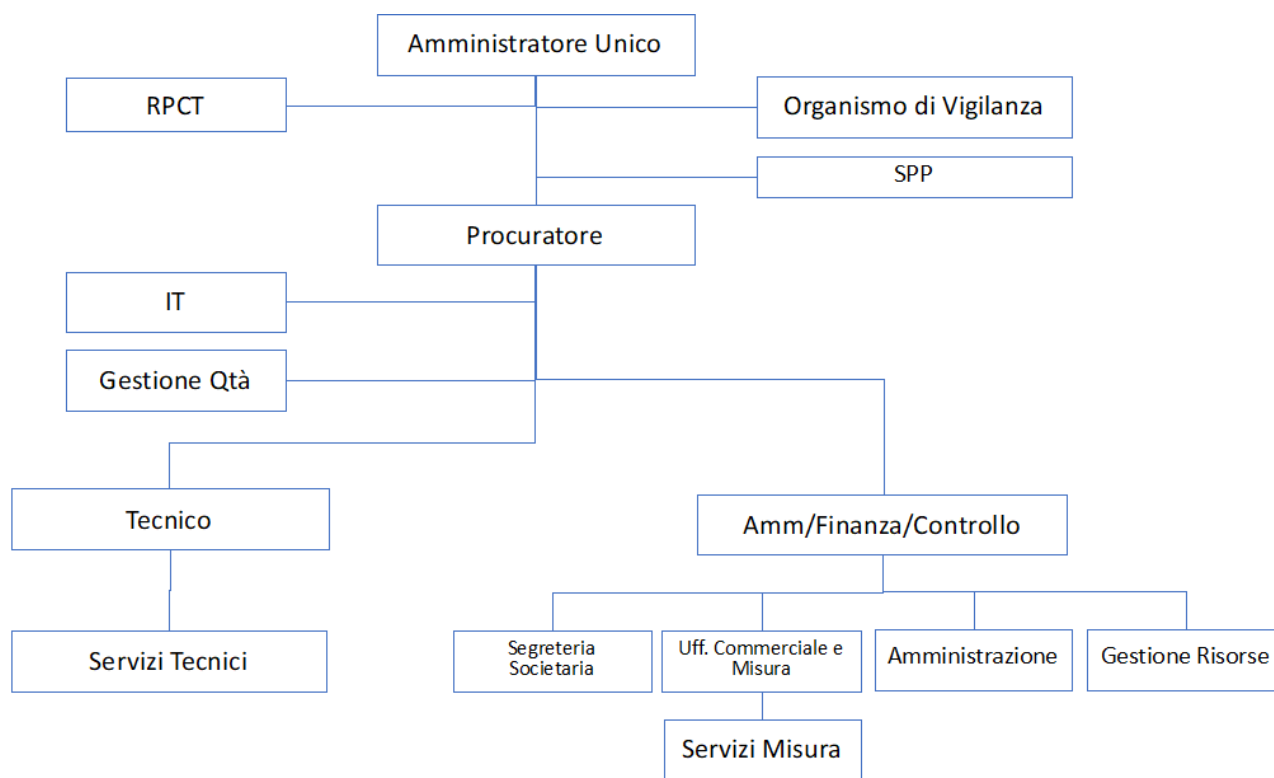 Amministratore Unico
RPCT
Organismo di Vigilanza
SPP
Procuratore
IT
Gestione Qtà
Tecnico
Amm/Finanza/Controllo
Servizi Tecnici
Segreteria
Societaria
Uff. Commerciale e
Misura
Amministrazione
Gestione Risorse
Servizi Misura